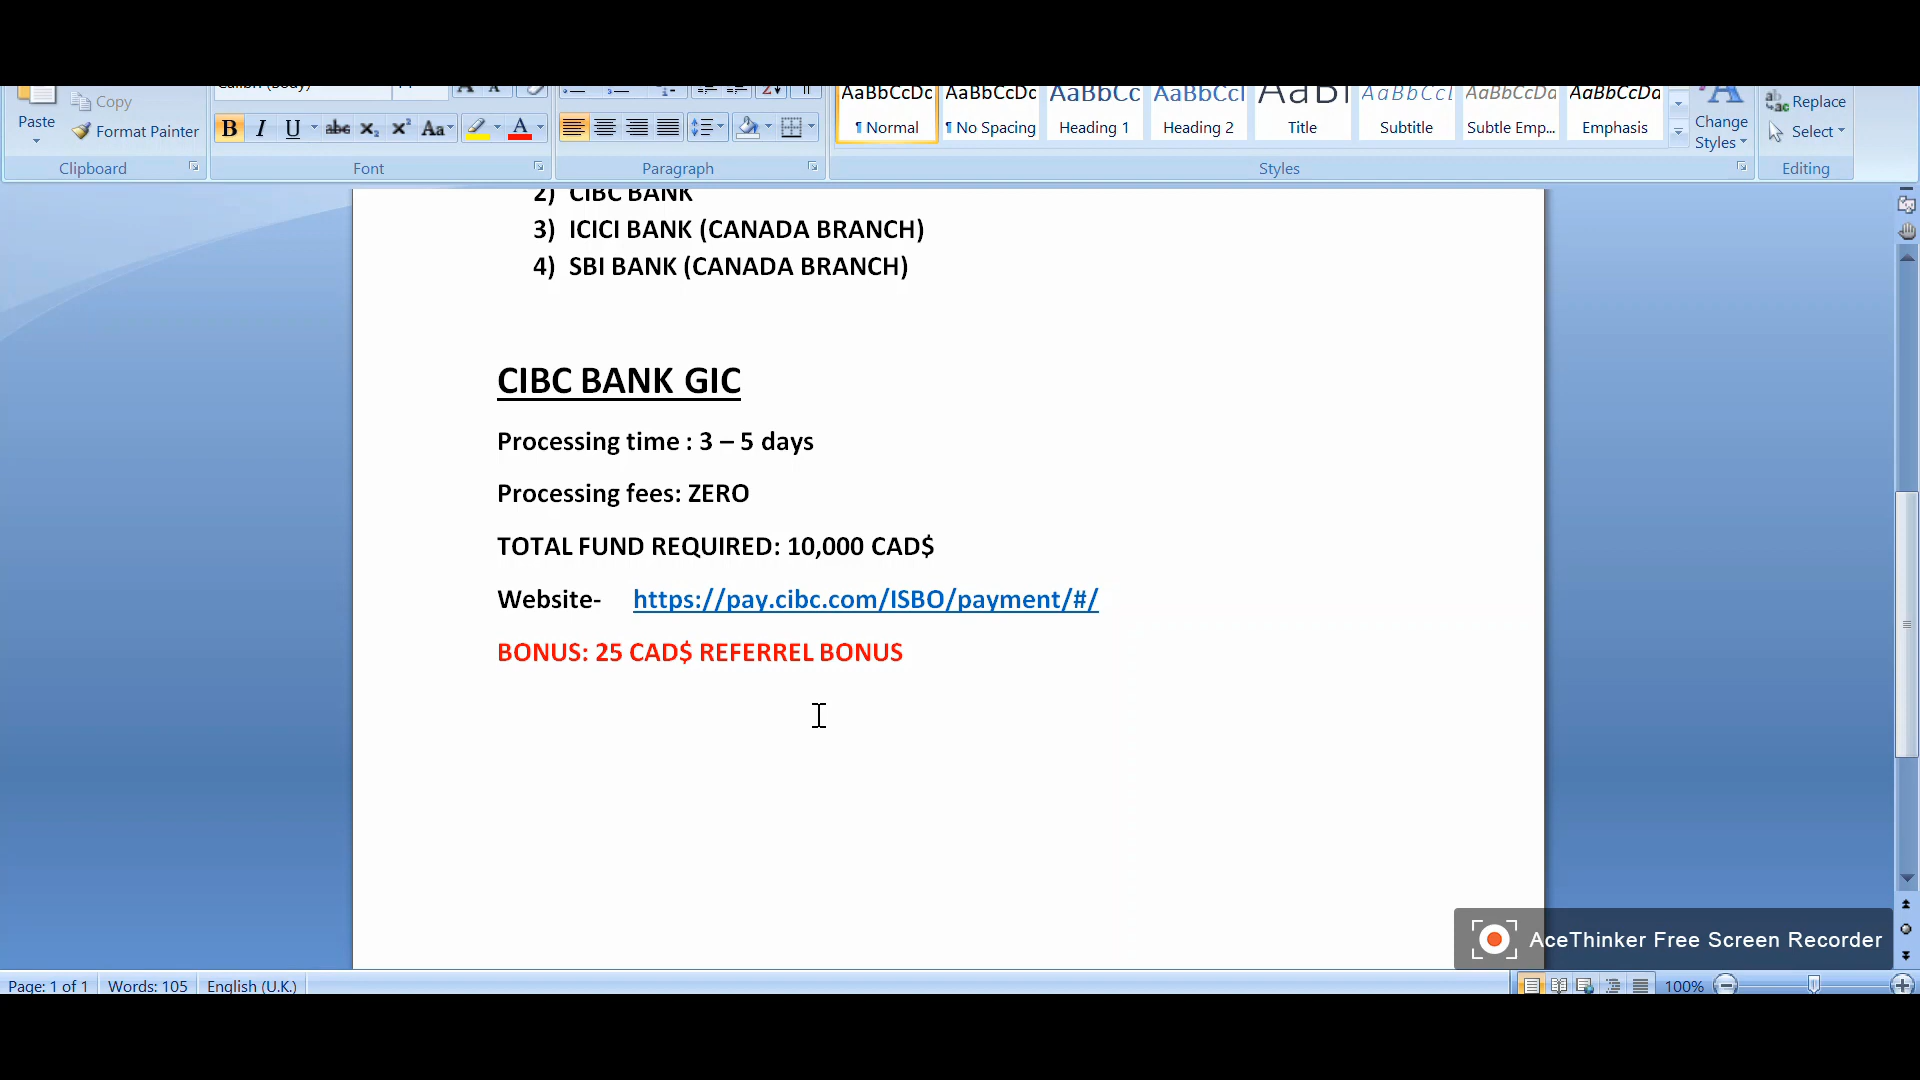 Paste
Copy
Format Painter
Clipboard
Font
Paragraph
AaBbCcDc
AaBbCcDc
AaBbCc
AaBbCcI
AaBbCcL
AaBbCcDa
AaBbCcDa
¶ Normal
¶ No Spacing
Heading 1
Heading 2
Title
Subtitle
Subtle Emp...
Emphasis
Change
Styles
Styles
Replace
Select
Editing
2) CIBC BANK
3) ICICI BANK (CANADA BRANCH)
4) SBI BANK (CANADA BRANCH)
CIBC BANK GIC
Processing time : 3 – 5 days
Processing fees: ZERO
TOTAL FUND REQUIRED: 10,000 CAD$
Website- https://pay.cibc.com/ISBO/payment/#/
BONUS: 25 CAD$ REFERREL BONUS
AceThinker Free Screen Recorder
Page: 1 of 1
Words: 105
English (U.K.)
100%